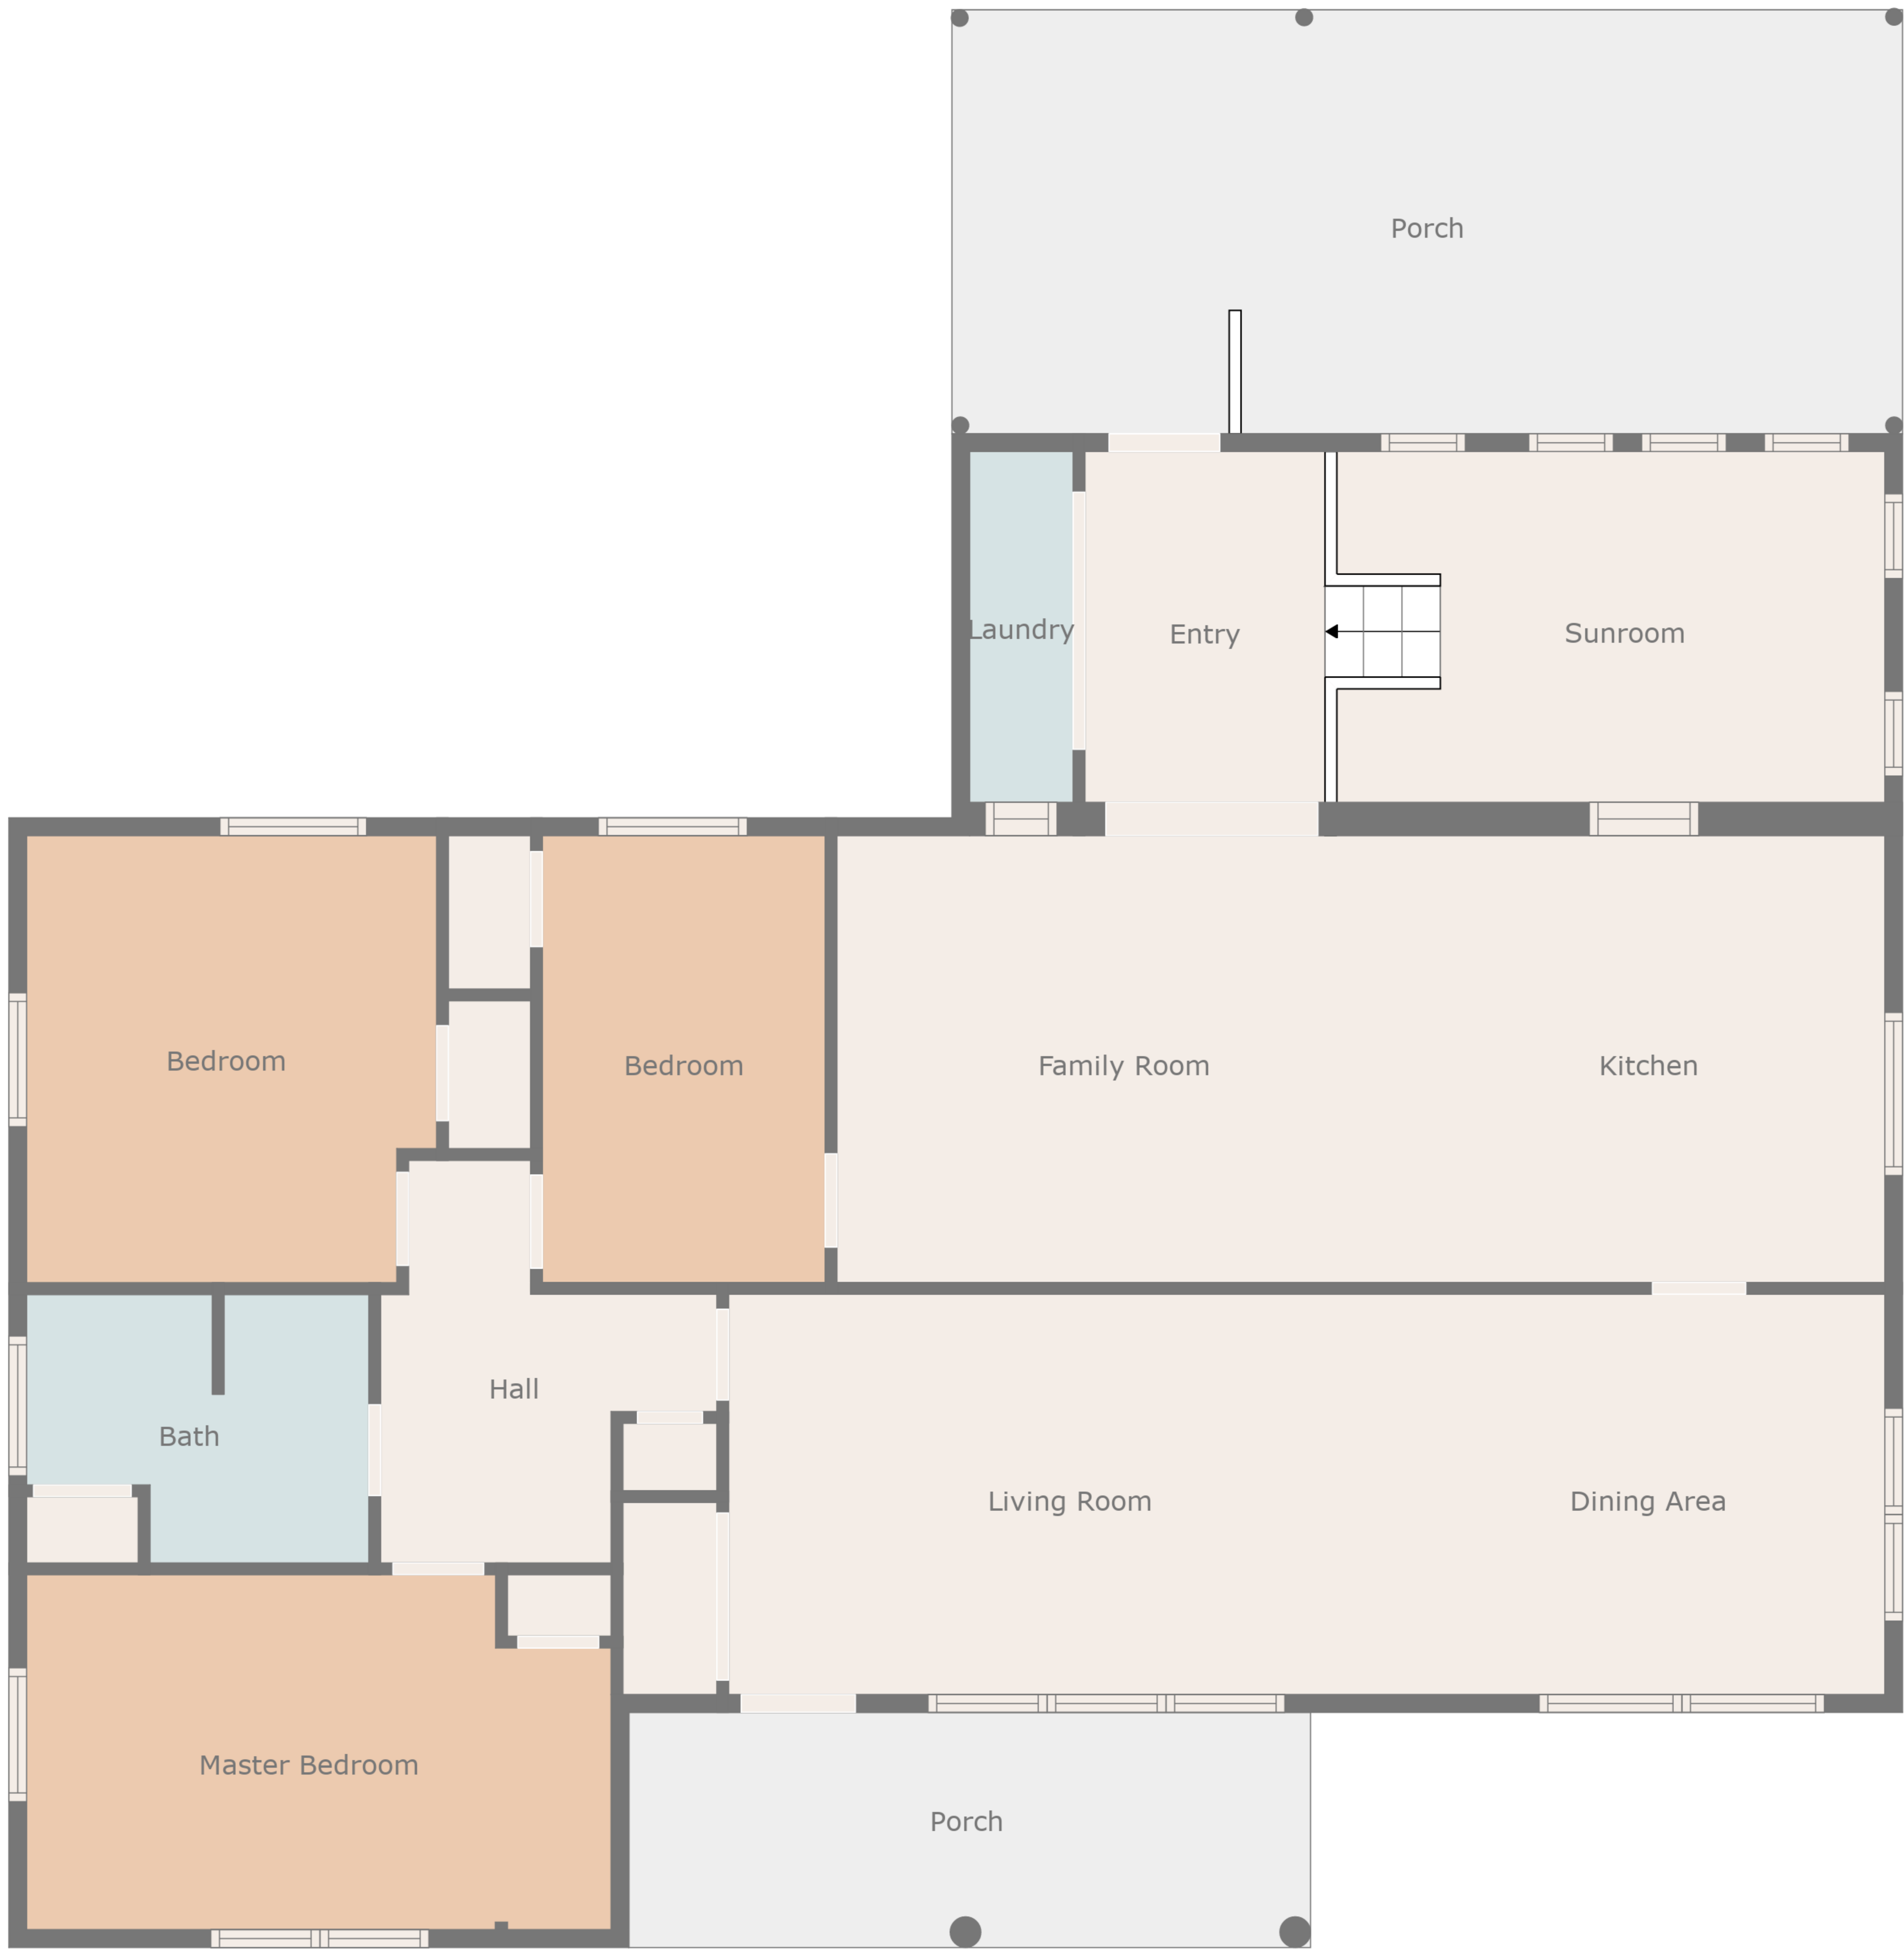 Porch
Laundry
Entry
Sunroom
Bedroom
Bedroom
Family Room
Kitchen
Hall
Bath
Living Room
Dining Area
Master Bedroom
Porch